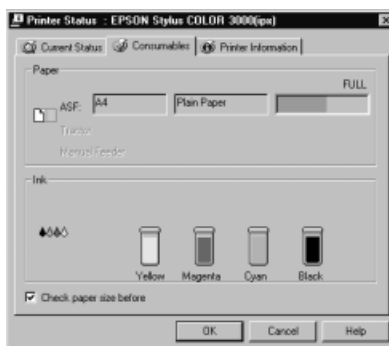 Printer Status : EPSON Stylus COLOR 3000(ipx)
Current Status Consumables Printer Information
Paper
FULL
ASF: A4 Plain Paper
Tractor
Manual Feeder
Ink
Yellow Magenta Cyan Black
Check paper size before
OK Cancel Help